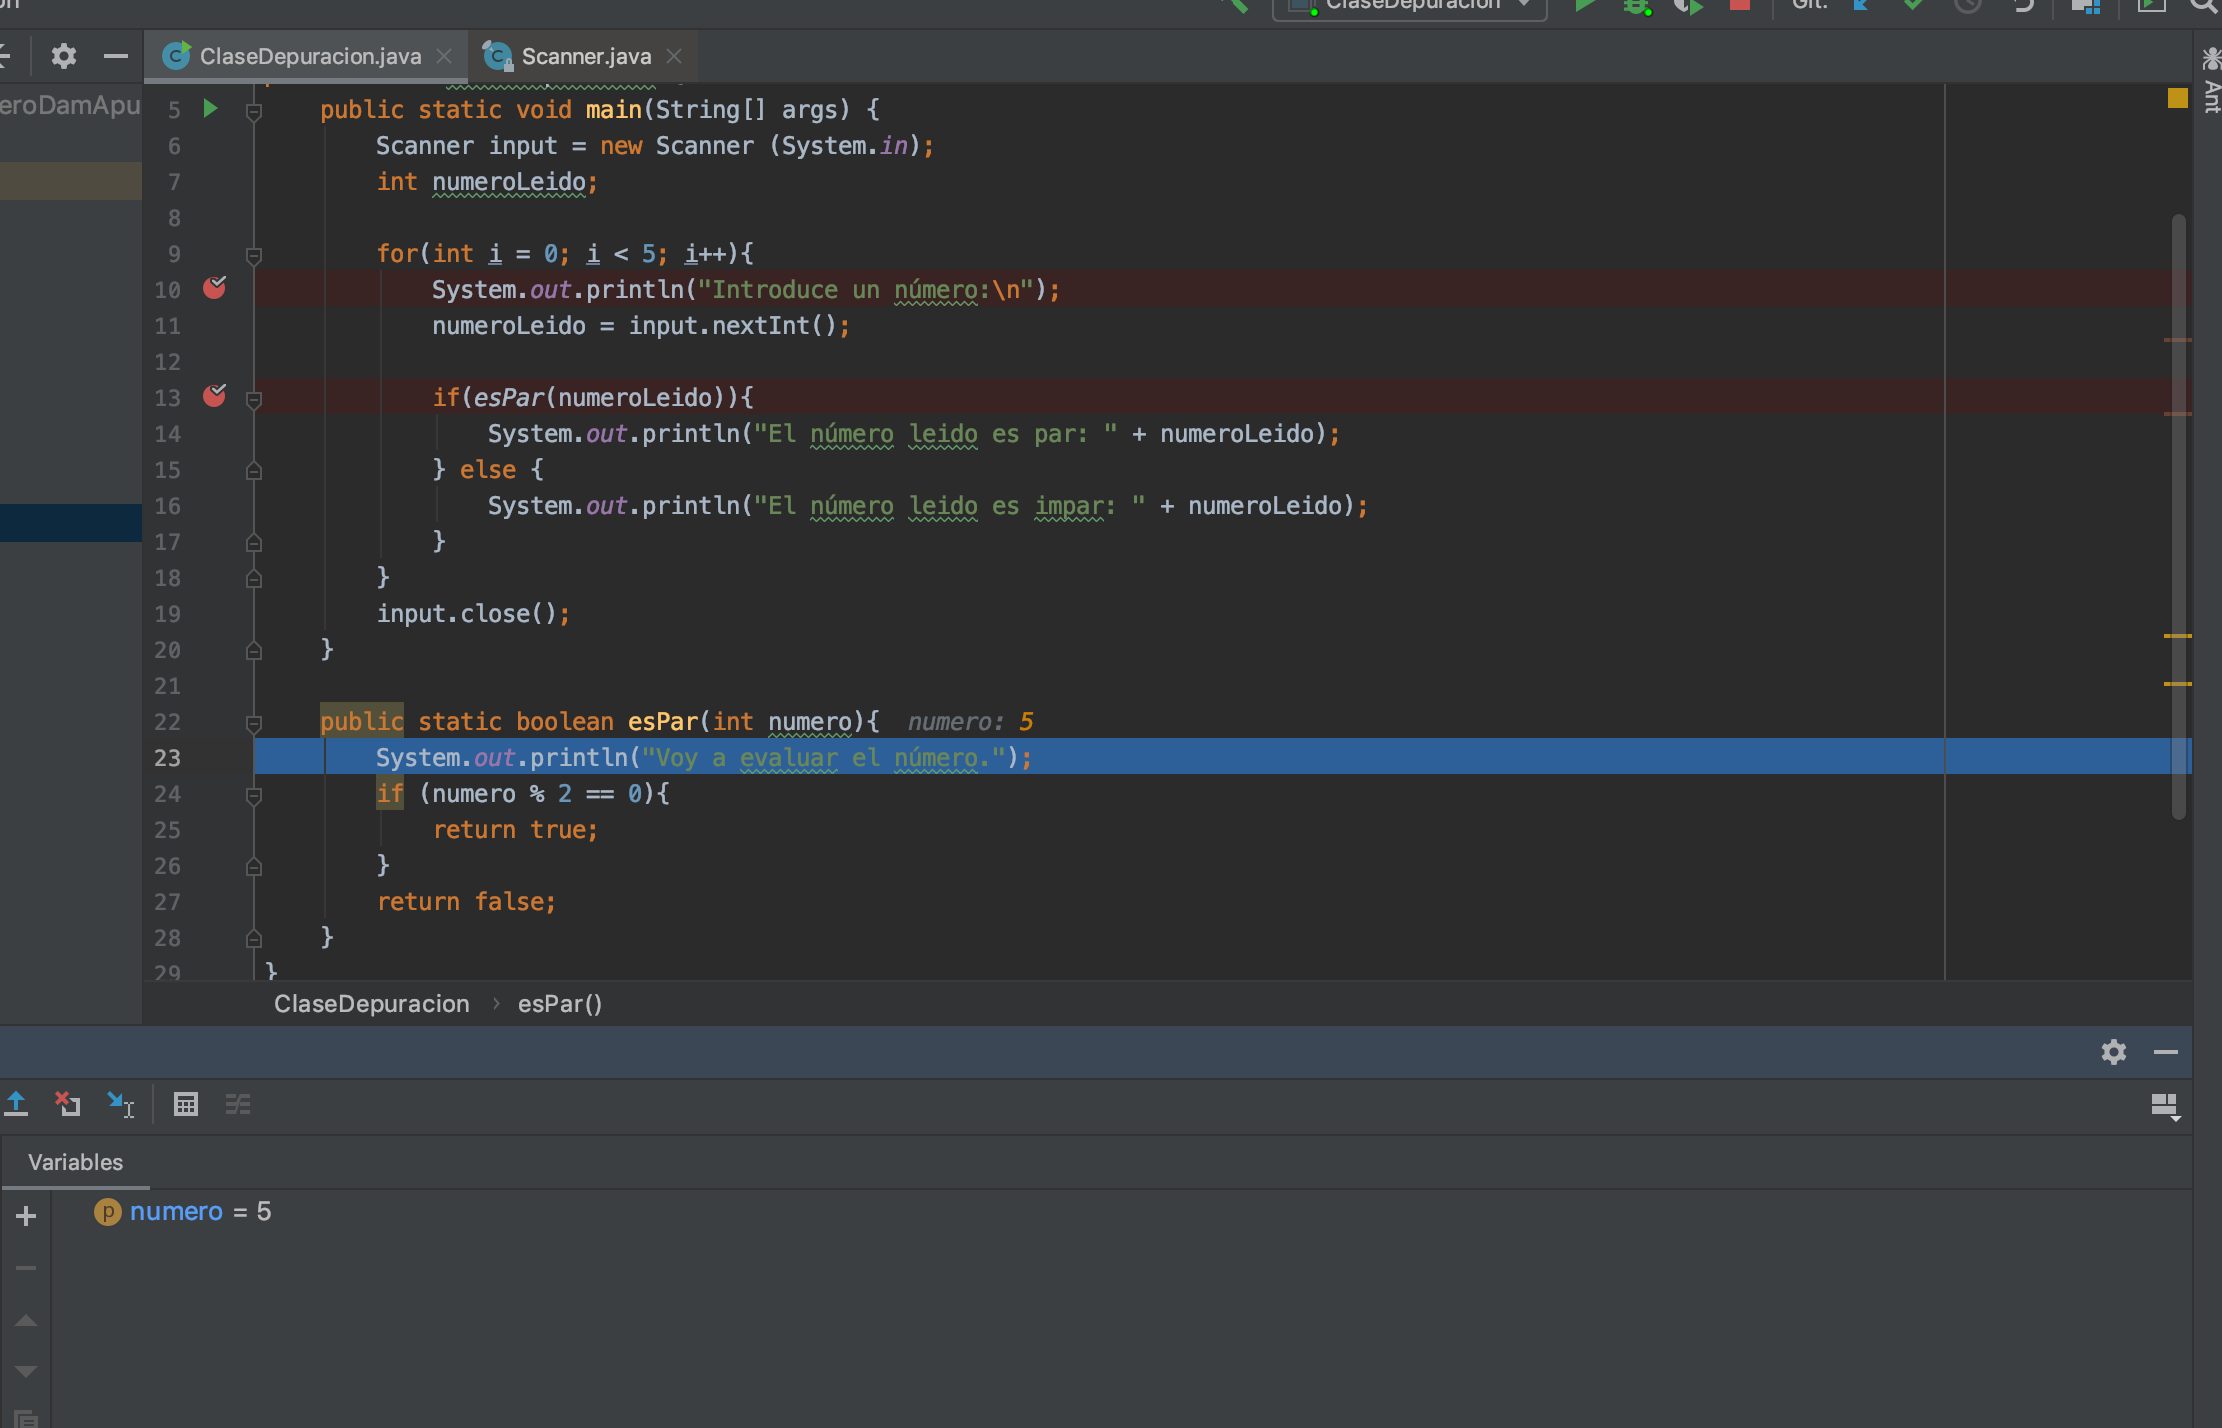 ClaseDepuracion
Git:
ClaseDepuracion.java
Scanner.java
Ant
eroDamApu
5 public static void main(String[] args) {
6 Scanner input = new Scanner (System.in);
7 int numeroLeido;
8
9 for(int i = 0; i < 5; i++){
10 System.out.println("Introduce un número:\n");
11 numeroLeido = input.nextInt();
12
13 if(esPar(numeroLeido)){
14 System.out.println("El número leido es par: " + numeroLeido);
15 } else {
16 System.out.println("El número leido es impar: " + numeroLeido);
17 }
18 }
19 input.close();
20 }
21
22 public static boolean esPar(int numero){ numero: 5
23 System.out.println("Voy a evaluar el número.");
24 if (numero % 2 == 0){
25 return true;
26 }
27 return false;
28 }
29 }
ClaseDepuracion › esPar()
Variables
p numero = 5